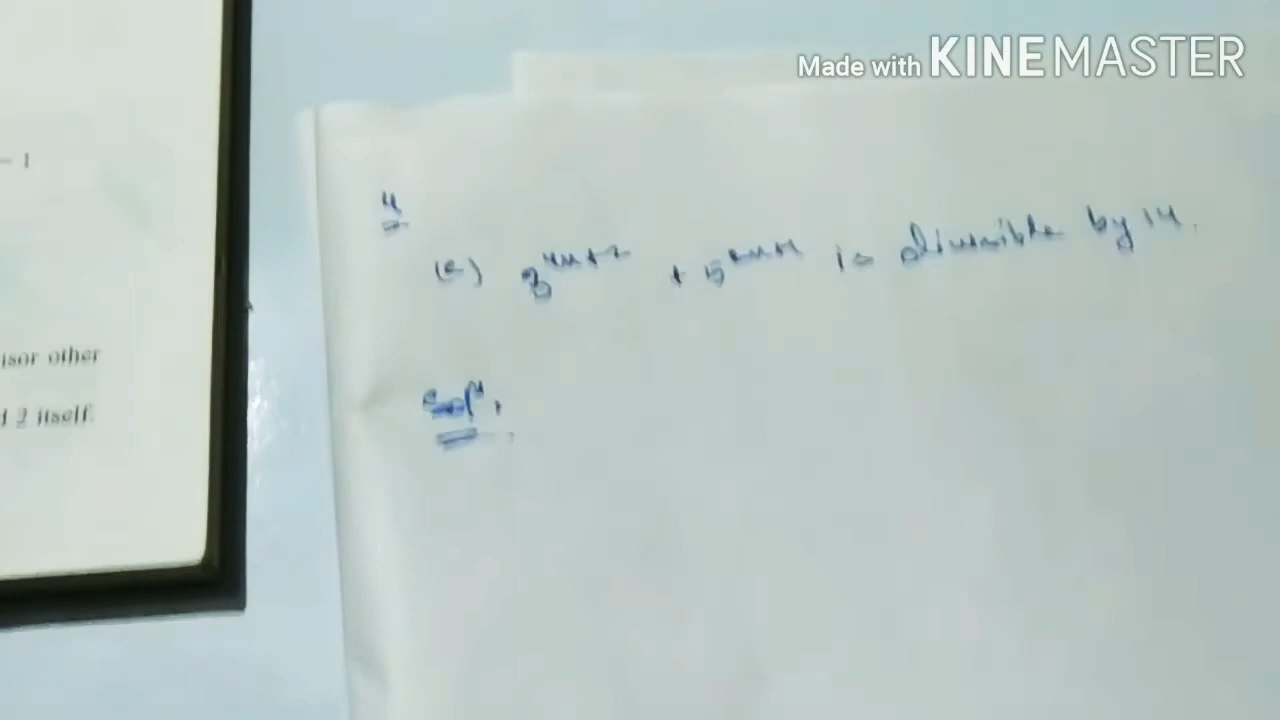 Made with KINEMASTER
- 1
isor other
d 2 itself.
4
(c) 3^4n+2 + 5^2n+1 is divisible by 14.
Sol^n.